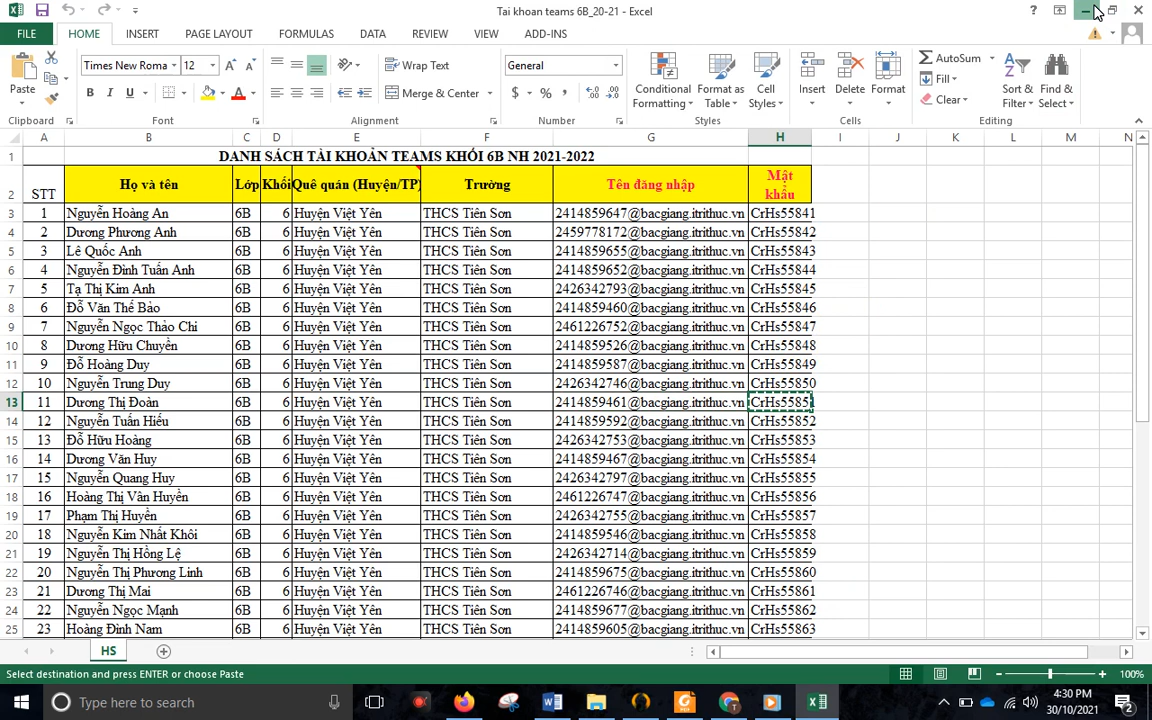 Tai khoan teams 6B_20-21 - Excel
?
FILE HOME INSERT PAGE LAYOUT FORMULAS DATA REVIEW VIEW ADD-INS
Paste
Times New Roma 12
B I U
Wrap Text
Merge & Center
General
$ % ,
Conditional Formatting
Format as Table
Cell Styles
Insert Delete Format
AutoSum
Fill
Clear
Sort & Filter
Find & Select
Clipboard Font Alignment Number Styles Cells Editing
A B C D E F G H I J K L M N
1 DANH SÁCH TÀI KHOẢN TEAMS KHỐI 6B NH 2021-2022
2 STT Họ và tên Lớp Khối Quê quán (Huyện/TP) Trường Tên đăng nhập Mật khẩu
3 1 Nguyễn Hoàng An 6B 6 Huyện Việt Yên THCS Tiên Sơn 2414859647@bacgiang.itrithuc.vn CrHs55841
4 2 Dương Phương Anh 6B 6 Huyện Việt Yên THCS Tiên Sơn 2459778172@bacgiang.itrithuc.vn CrHs55842
5 3 Lê Quốc Anh 6B 6 Huyện Việt Yên THCS Tiên Sơn 2414859655@bacgiang.itrithuc.vn CrHs55843
6 4 Nguyễn Đình Tuấn Anh 6B 6 Huyện Việt Yên THCS Tiên Sơn 2414859652@bacgiang.itrithuc.vn CrHs55844
7 5 Tạ Thị Kim Anh 6B 6 Huyện Việt Yên THCS Tiên Sơn 2426342793@bacgiang.itrithuc.vn CrHs55845
8 6 Đỗ Văn Thế Bảo 6B 6 Huyện Việt Yên THCS Tiên Sơn 2414859460@bacgiang.itrithuc.vn CrHs55846
9 7 Nguyễn Ngọc Thảo Chi 6B 6 Huyện Việt Yên THCS Tiên Sơn 2461226752@bacgiang.itrithuc.vn CrHs55847
10 8 Dương Hữu Chuyền 6B 6 Huyện Việt Yên THCS Tiên Sơn 2414859526@bacgiang.itrithuc.vn CrHs55848
11 9 Đỗ Hoàng Duy 6B 6 Huyện Việt Yên THCS Tiên Sơn 2414859587@bacgiang.itrithuc.vn CrHs55849
12 10 Nguyễn Trung Duy 6B 6 Huyện Việt Yên THCS Tiên Sơn 2426342746@bacgiang.itrithuc.vn CrHs55850
13 11 Dương Thị Đoàn 6B 6 Huyện Việt Yên THCS Tiên Sơn 2414859461@bacgiang.itrithuc.vn CrHs55851
14 12 Nguyễn Tuấn Hiếu 6B 6 Huyện Việt Yên THCS Tiên Sơn 2414859592@bacgiang.itrithuc.vn CrHs55852
15 13 Đỗ Hữu Hoàng 6B 6 Huyện Việt Yên THCS Tiên Sơn 2426342753@bacgiang.itrithuc.vn CrHs55853
16 14 Dương Văn Huy 6B 6 Huyện Việt Yên THCS Tiên Sơn 2414859467@bacgiang.itrithuc.vn CrHs55854
17 15 Nguyễn Quang Huy 6B 6 Huyện Việt Yên THCS Tiên Sơn 2426342797@bacgiang.itrithuc.vn CrHs55855
18 16 Hoàng Thị Vân Huyền 6B 6 Huyện Việt Yên THCS Tiên Sơn 2461226747@bacgiang.itrithuc.vn CrHs55856
19 17 Phạm Thị Huyền 6B 6 Huyện Việt Yên THCS Tiên Sơn 2426342755@bacgiang.itrithuc.vn CrHs55857
20 18 Nguyễn Kim Nhất Khôi 6B 6 Huyện Việt Yên THCS Tiên Sơn 2414859546@bacgiang.itrithuc.vn CrHs55858
21 19 Nguyễn Thị Hồng Lệ 6B 6 Huyện Việt Yên THCS Tiên Sơn 2426342714@bacgiang.itrithuc.vn CrHs55859
22 20 Nguyễn Thị Phương Linh 6B 6 Huyện Việt Yên THCS Tiên Sơn 2414859675@bacgiang.itrithuc.vn CrHs55860
23 21 Dương Thị Mai 6B 6 Huyện Việt Yên THCS Tiên Sơn 2461226746@bacgiang.itrithuc.vn CrHs55861
24 22 Nguyễn Ngọc Mạnh 6B 6 Huyện Việt Yên THCS Tiên Sơn 2414859677@bacgiang.itrithuc.vn CrHs55862
25 23 Hoàng Đình Nam 6B 6 Huyện Việt Yên THCS Tiên Sơn 2414859605@bacgiang.itrithuc.vn CrHs55863
HS
Select destination and press ENTER or choose Paste 100%
Type here to search
4:30 PM
30/10/2021
2